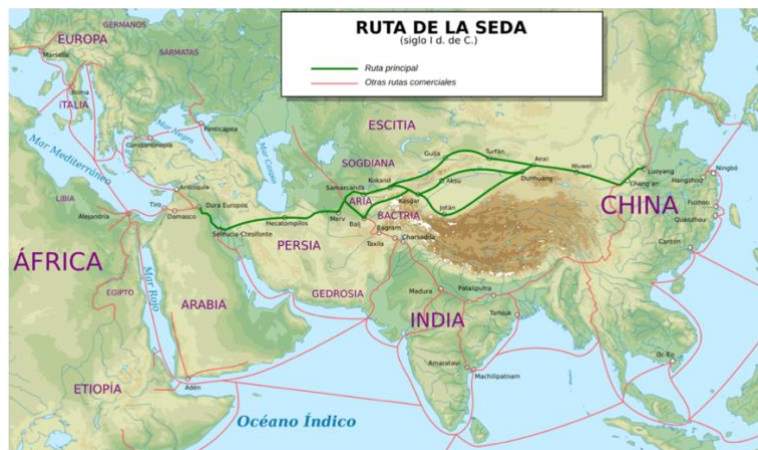 RUTA DE LA SEDA
(siglo I d. de C.)
Ruta principal
Otras rutas comerciales
GERMANOS
EUROPA
SÁRMATAS
Marsella
Roma
ITALIA
Mar Negro
Panticapea
Constantinopla
Mar Mediterráneo
Mar Caspio
ESCITIA
SOGDIANA
Gulja
Turfán
Anxi
Wuwei
Luoyang
Ningbó
Kokand
Aksu
Dunhuang
Chang'an
Hangzhou
Samarcanda
Kasgar
Antioquía
LIBIA
Tiro
Dura Europos
ARIA
BACTRIA
Jotán
CHINA
Fuzhou
Alejandría
Damasco
Hecatompilos
Merv
Balj
Bagram
Quanzhou
Seleucia-Ctesifonte
PERSIA
Taxila
Charsadda
Cantón
ÁFRICA
EGIPTO
Mar Rojo
ARABIA
GEDROSIA
Madura
Pataliputra
INDIA
Tamluk
Amaravati
Oc Eo
Machilipatnam
ETIOPÍA
Adén
Océano Índico